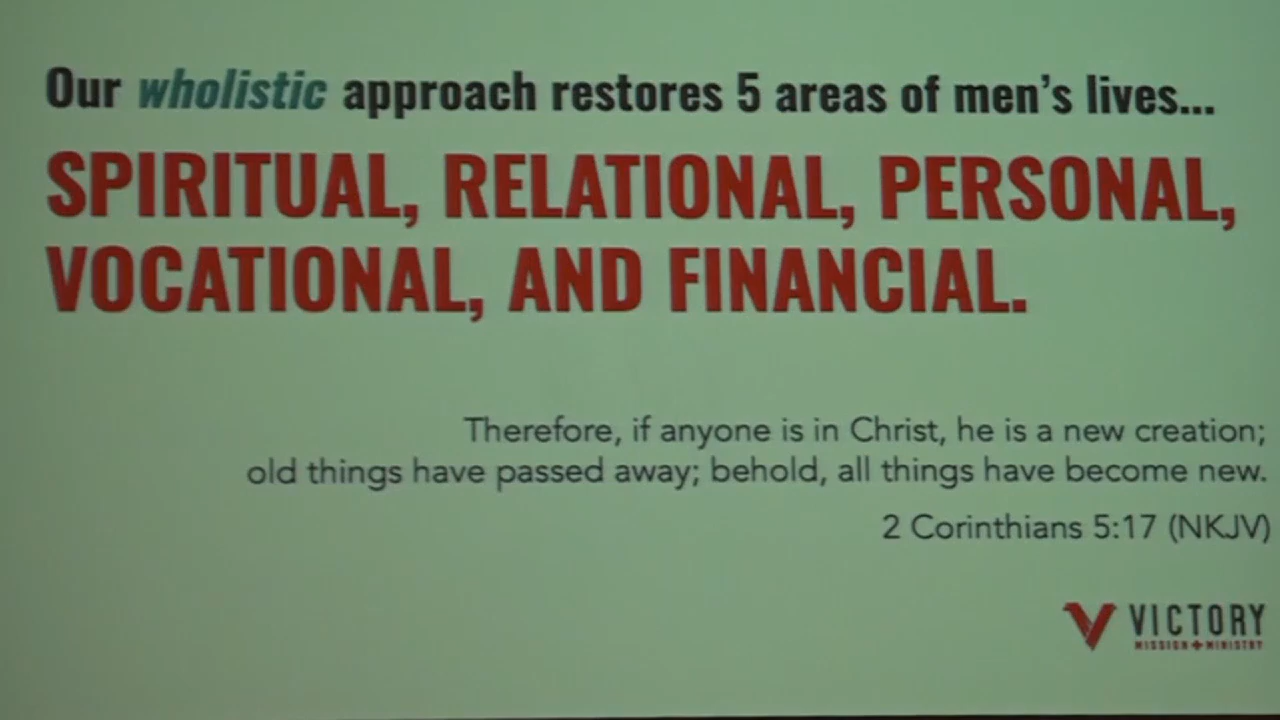 Our wholistic approach restores 5 areas of men's lives...
SPIRITUAL, RELATIONAL, PERSONAL,
VOCATIONAL, AND FINANCIAL.
Therefore, if anyone is in Christ, he is a new creation;
old things have passed away; behold, all things have become new.
2 Corinthians 5:17 (NKJV)
VICTORY
MISSION + MINISTRY